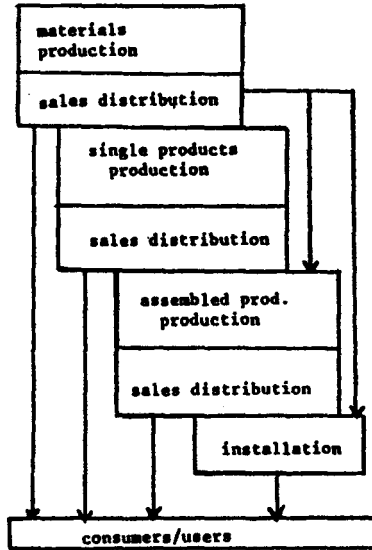 materials
production
sales distribution
single products
production
sales distribution
assembled prod.
production
sales distribution
installation
consumers/users